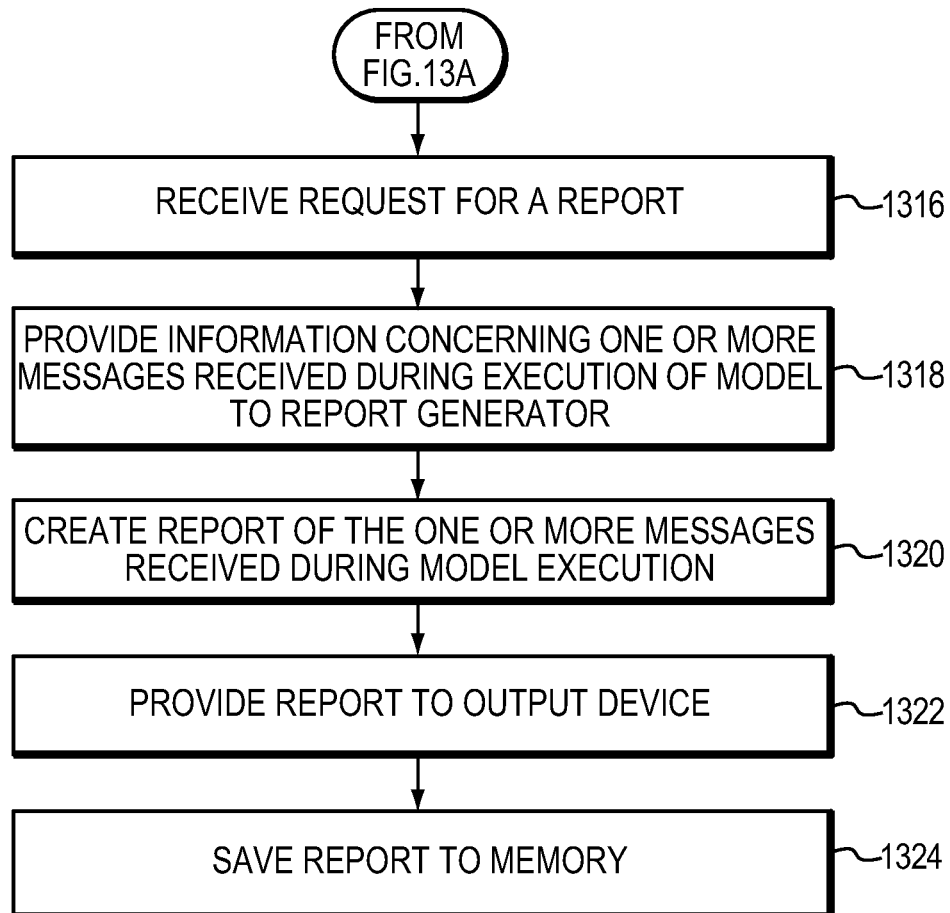 FROM
FIG.13A
RECEIVE REQUEST FOR A REPORT
1316
PROVIDE INFORMATION CONCERNING ONE OR MORE
MESSAGES RECEIVED DURING EXECUTION OF MODEL
TO REPORT GENERATOR
1318
CREATE REPORT OF THE ONE OR MORE MESSAGES
RECEIVED DURING MODEL EXECUTION
1320
PROVIDE REPORT TO OUTPUT DEVICE
1322
SAVE REPORT TO MEMORY
1324